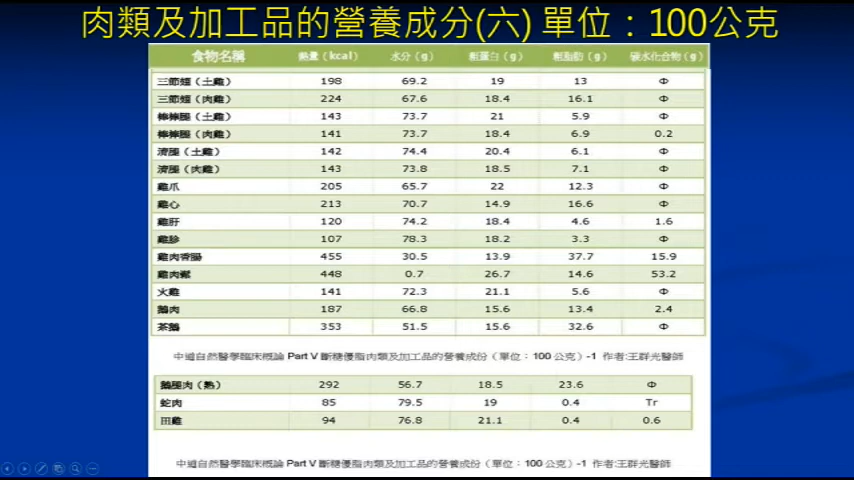 肉類及加工品的營養成分(六) 單位：100公克
食物名稱 熱量（kcal） 水分（g） 粗蛋白（g） 粗脂肪（g） 碳水化合物（g）
三節翅（土雞） 198 69.2 19 13 Φ
三節翅（肉雞） 224 67.6 18.4 16.1 Φ
棒棒腿（土雞） 143 73.7 21 5.9 Φ
棒棒腿（肉雞） 141 73.7 18.4 6.9 0.2
清腿（土雞） 142 74.4 20.4 6.1 Φ
清腿（肉雞） 143 73.8 18.5 7.1 Φ
雞爪 205 65.7 22 12.3 Φ
雞心 213 70.7 14.9 16.6 Φ
雞肝 120 74.2 18.4 4.6 1.6
雞胗 107 78.3 18.2 3.3 Φ
雞肉香腸 455 30.5 13.9 37.7 15.9
雞肉鬆 448 0.7 26.7 14.6 53.2
火雞 141 72.3 21.1 5.6 Φ
鵝肉 187 66.8 15.6 13.4 2.4
茶鵝 353 51.5 15.6 32.6 Φ
中道自然醫學臨床概論 Part V 斷糖優脂肉類及加工品的營養成份（單位：100 公克）-1 作者:王群光醫師
鵝腿肉（熟） 292 56.7 18.5 23.6 Φ
蛇肉 85 79.5 19 0.4 Tr
田雞 94 76.8 21.1 0.4 0.6
中道自然醫學臨床概論 Part V 斷糖優脂肉類及加工品的營養成份（單位：100 公克）-1 作者:王群光醫師